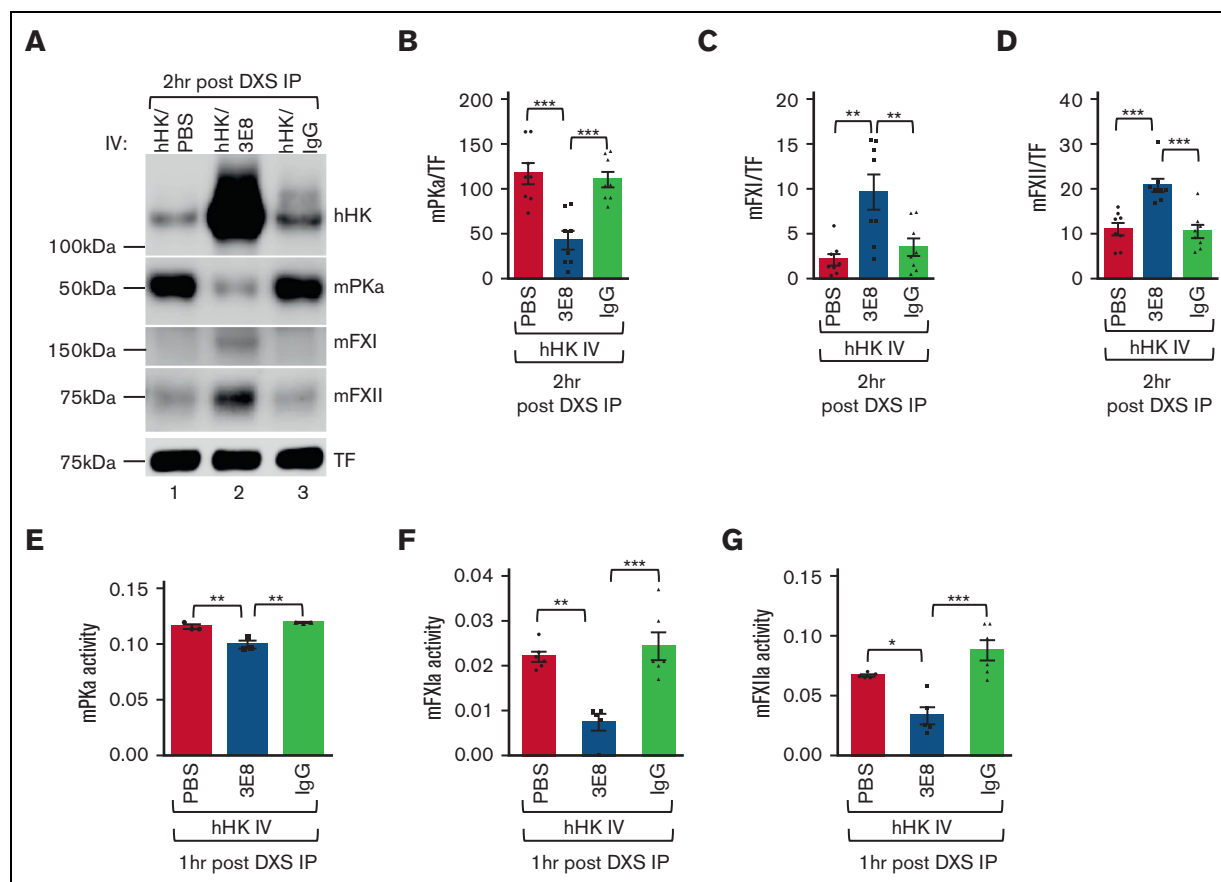 A
2hr post DXS IP
IV:
hHK/
PBS
hHK/
3E8
hHK/
IgG
hHK
100kDa
50kDa
mPKa
150kDa
mFXI
75kDa
mFXII
75kDa
TF
1 2 3
B
mPKa/TF
200
150
100
50
0
***
***
PBS
3E8
IgG
hHK IV
2hr
post DXS IP
C
mFXI/TF
20
15
10
5
0
**
**
PBS
3E8
IgG
hHK IV
2hr
post DXS IP
D
mFXII/TF
40
30
20
10
0
***
***
PBS
3E8
IgG
hHK IV
2hr
post DXS IP
E
mPKa activity
0.15
0.10
0.05
0.00
**
**
PBS
3E8
IgG
hHK IV
1hr post DXS IP
F
mFXIa activity
0.04
0.03
0.02
0.01
0.00
**
***
PBS
3E8
IgG
hHK IV
1hr post DXS IP
G
mFXIIa activity
0.15
0.10
0.05
0.00
*
***
PBS
3E8
IgG
hHK IV
1hr post DXS IP